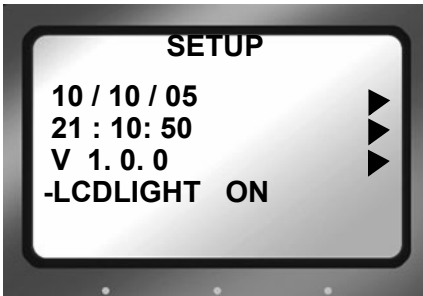 SETUP
10 / 10 / 05
21 : 10: 50
V 1. 0. 0
-LCDLIGHT ON